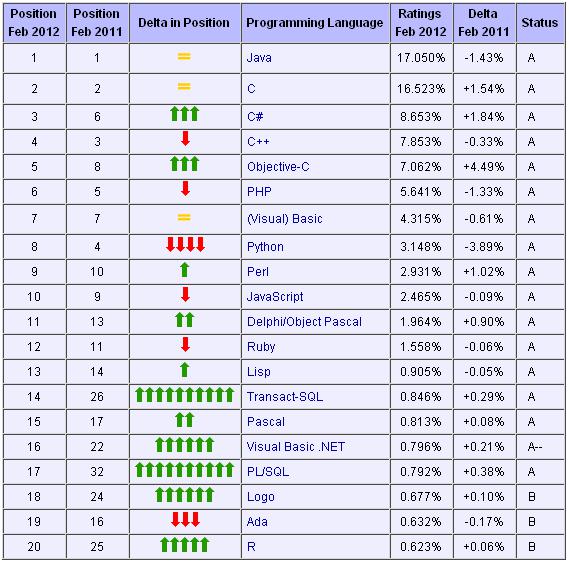 Position Feb 2012 Position Feb 2011 Delta in Position Programming Language Ratings Feb 2012 Delta Feb 2011 Status
1 1 = Java 17.050% -1.43% A
2 2 = C 16.523% +1.54% A
3 6 C# 8.653% +1.84% A
4 3 C++ 7.853% -0.33% A
5 8 Objective-C 7.062% +4.49% A
6 5 PHP 5.641% -1.33% A
7 7 = (Visual) Basic 4.315% -0.61% A
8 4 Python 3.148% -3.89% A
9 10 Perl 2.931% +1.02% A
10 9 JavaScript 2.465% -0.09% A
11 13 Delphi/Object Pascal 1.964% +0.90% A
12 11 Ruby 1.558% -0.06% A
13 14 Lisp 0.905% -0.05% A
14 26 Transact-SQL 0.846% +0.29% A
15 17 Pascal 0.813% +0.08% A
16 22 Visual Basic .NET 0.796% +0.21% A--
17 32 PL/SQL 0.792% +0.38% A
18 24 Logo 0.677% +0.10% B
19 16 Ada 0.632% -0.17% B
20 25 R 0.623% +0.06% B